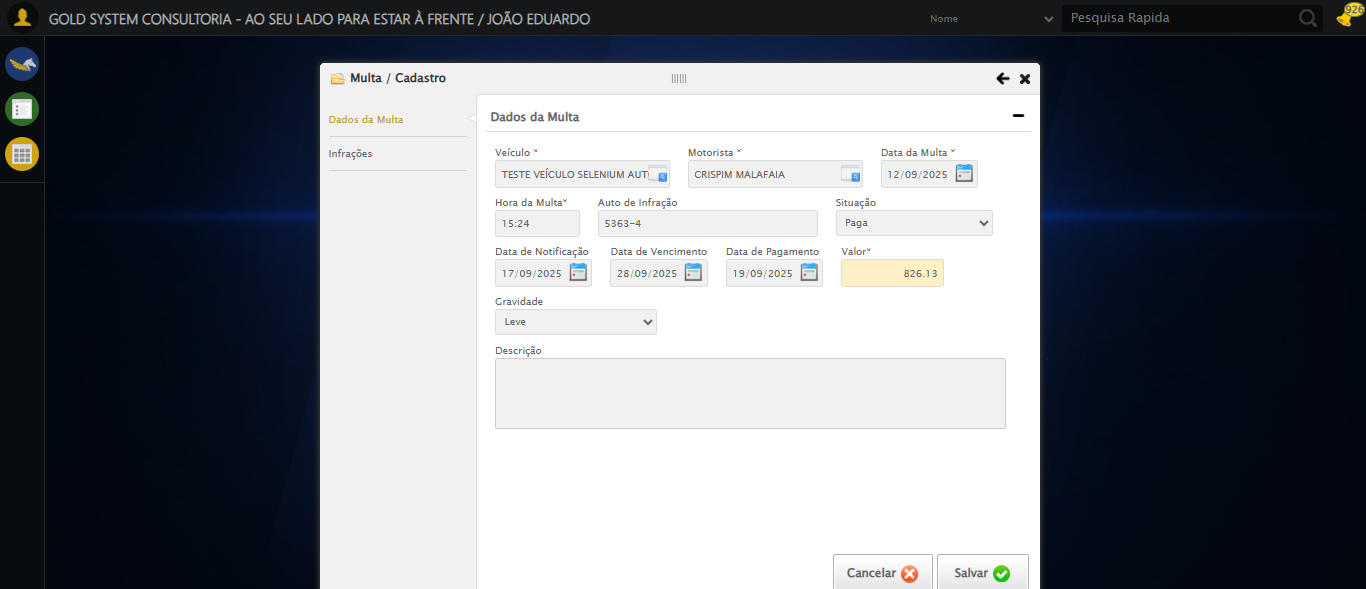 GOLD SYSTEM CONSULTORIA - AO SEU LADO PARA ESTAR À FRENTE / JOÃO EDUARDO
Nome
Pesquisa Rapida
926
Multa / Cadastro
Dados da Multa
Infrações
Dados da Multa
Veículo * Motorista * Data da Multa *
TESTE VEÍCULO SELENIUM AUT CRISPIM MALAFAIA 12/09/2025
Hora da Multa* Auto de Infração Situação
15:24 5363-4 Paga
Data de Notificação Data de Vencimento Data de Pagamento Valor*
17/09/2025 28/09/2025 19/09/2025 826.13
Gravidade
Leve
Descrição
Cancelar Salvar